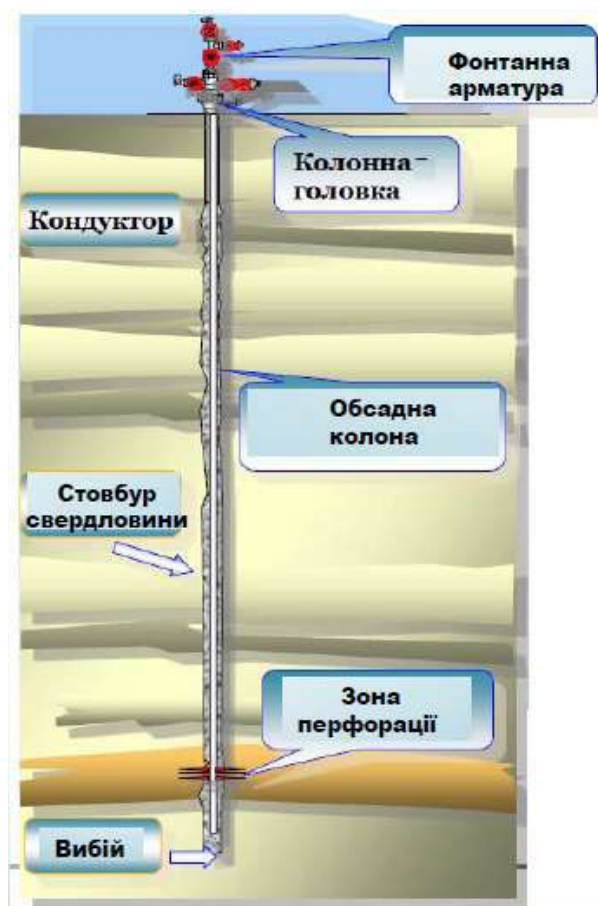 Фонтанна
арматура
Колонна–
головка
Кондуктор
Обсадна
колона
Стовбур
свердловини
Зона
перфорації
Вибій